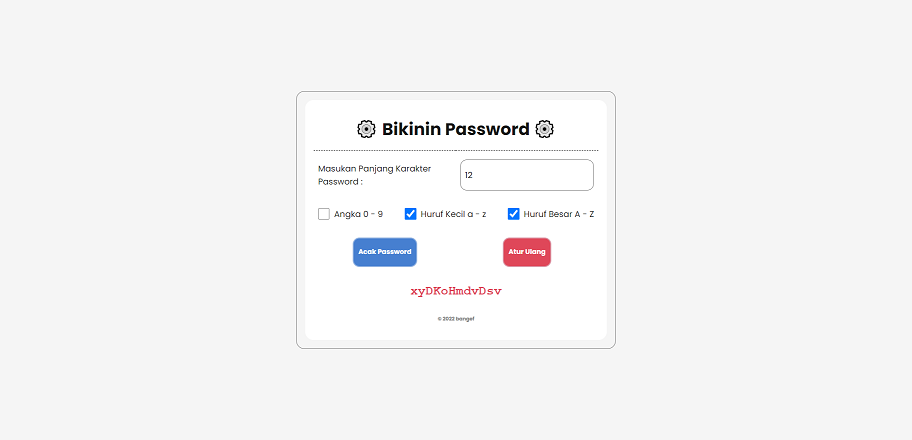 Bikinin Password
Masukan Panjang Karakter
Password :
12
Angka 0 - 9
Huruf Kecil a - z
Huruf Besar A - Z
Acak Password
Atur Ulang
xyDKoHmdvDsv
© 2022 bangef